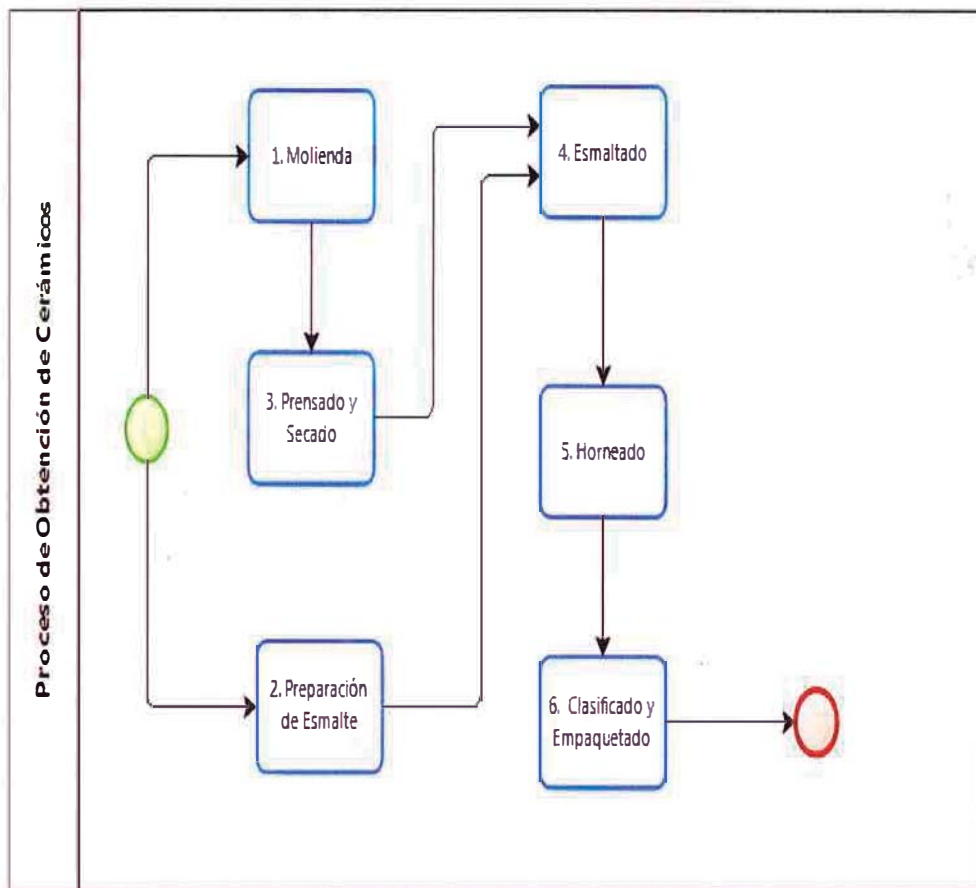 Proceso de Obtención de Cerámicos
1. Molienda
4. Esmaltado
3. Prensado y
Secado
5. Horneado
2. Preparación
de Esmalte
6. Clasificado y
Empaquetado